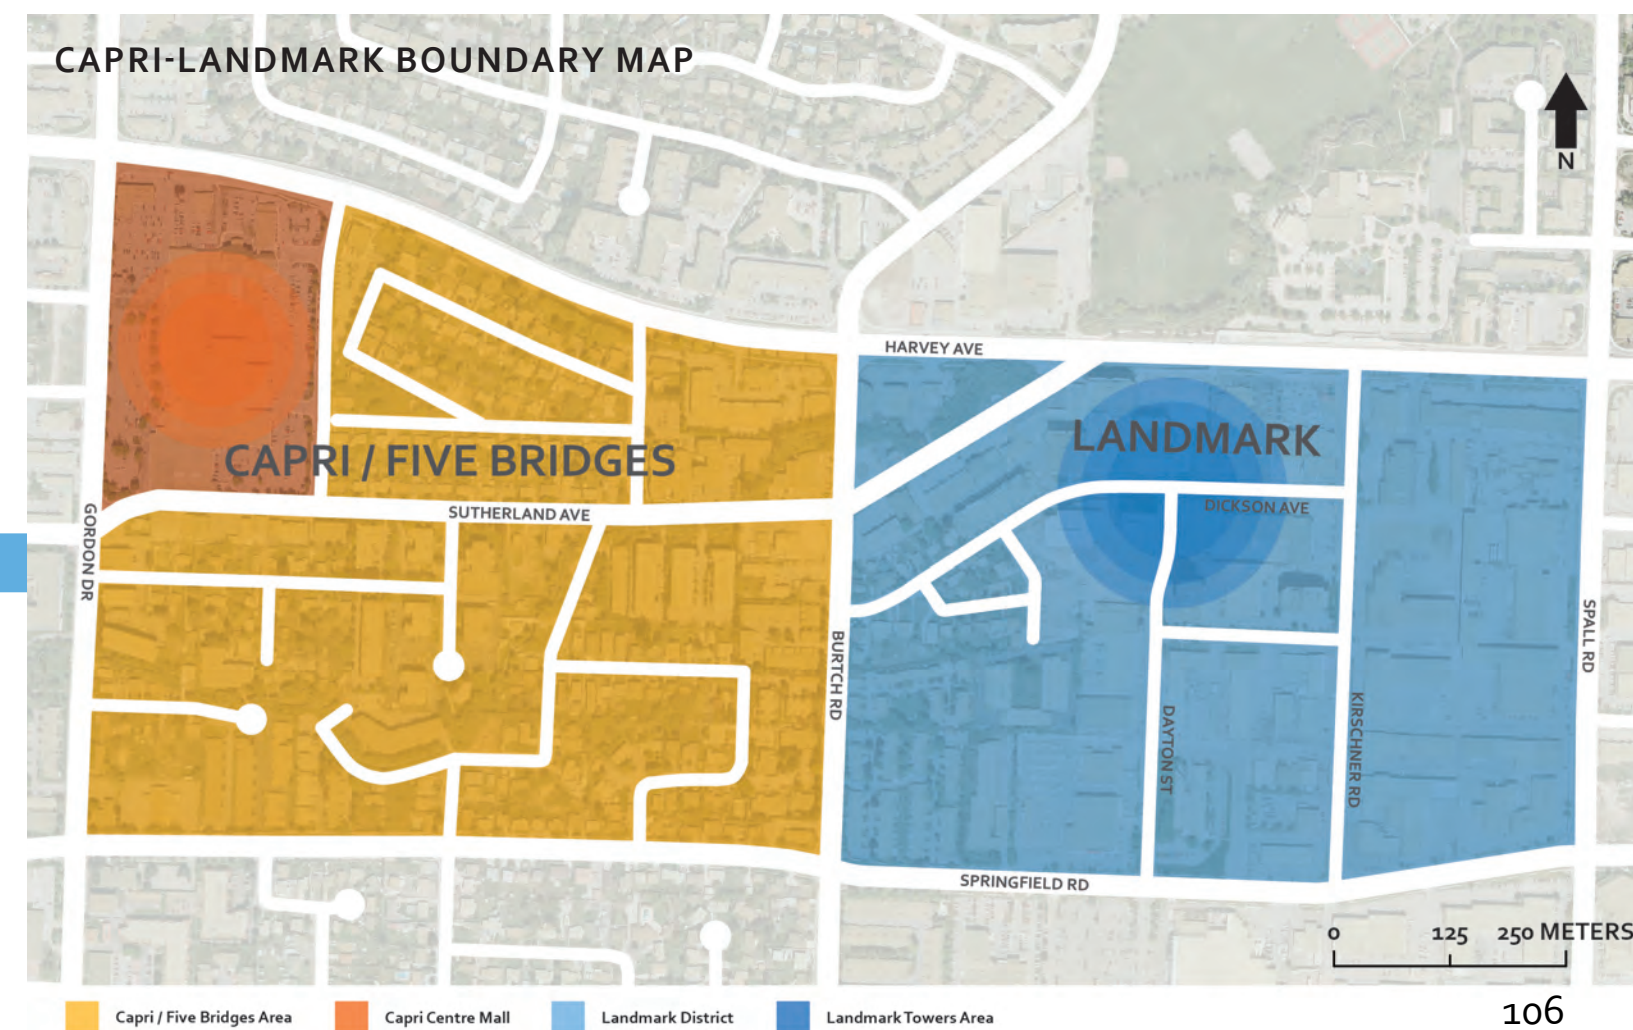 CAPRI-LANDMARK BOUNDARY MAP
N
HARVEY AVE
LANDMARK
CAPRI / FIVE BRIDGES
DICKSON AVE
SUTHERLAND AVE
GORDON DR
BURTCH RD
SPALL RD
DAYTON ST
KIRSCHNER RD
SPRINGFIELD RD
0 125 250 METERS
Capri / Five Bridges Area
Capri Centre Mall
Landmark District
Landmark Towers Area
106